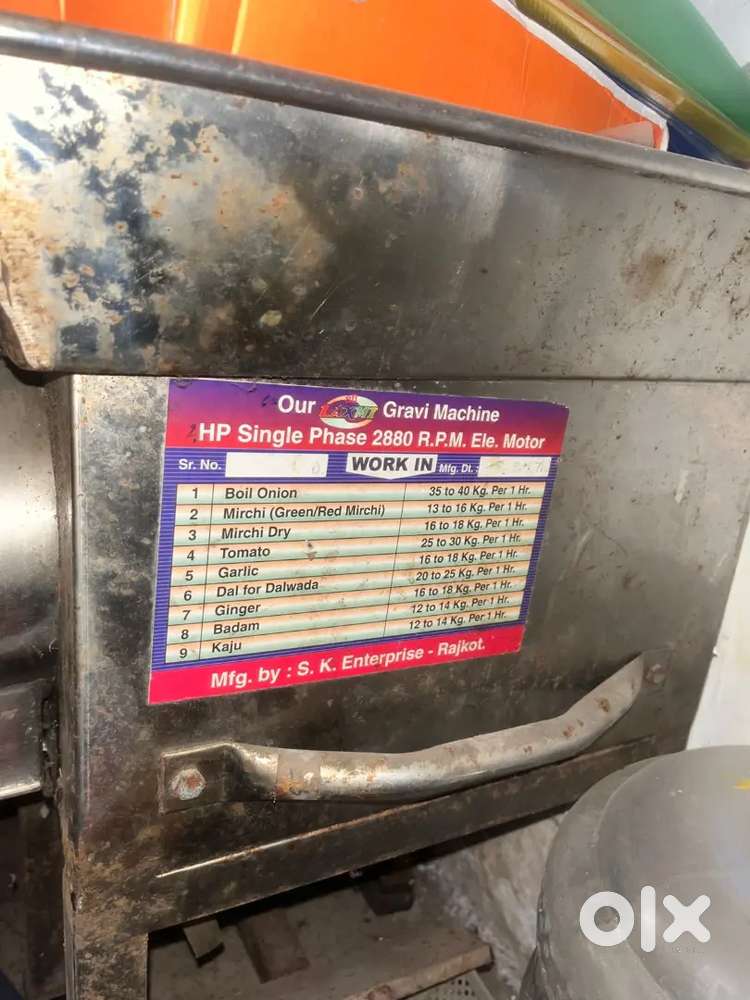 Our LAXMI Gravi Machine
HP Single Phase 2880 R.P.M. Ele. Motor
Sr. No. WORK IN Mfg. Dt.
1 Boil Onion 35 to 40 Kg. Per 1 Hr.
2 Mirchi (Green/Red Mirchi) 13 to 16 Kg. Per 1 Hr.
3 Mirchi Dry 16 to 18 Kg. Per 1 Hr.
4 Tomato 25 to 30 Kg. Per 1 Hr.
5 Garlic 16 to 18 Kg. Per 1 Hr.
6 Dal for Dalwada 20 to 25 Kg. Per 1 Hr.
7 Ginger 16 to 18 Kg. Per 1 Hr.
8 Badam 12 to 14 Kg. Per 1 Hr.
9 Kaju 12 to 14 Kg. Per 1 Hr.
Mfg. by : S. K. Enterprise - Rajkot.
olx